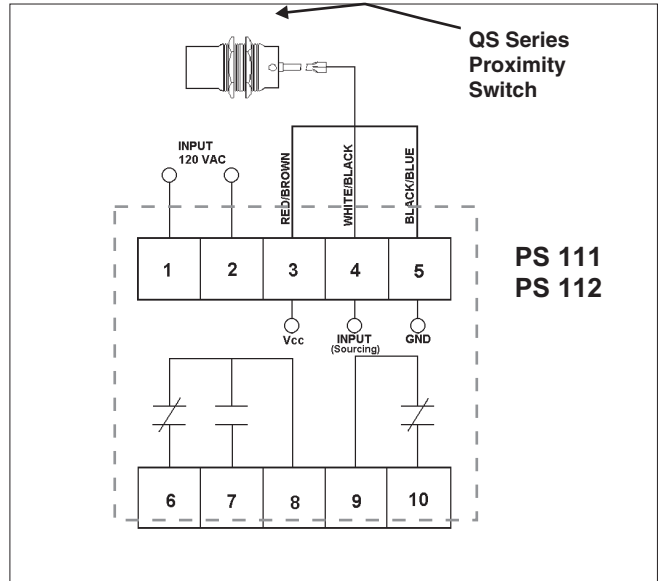 QS Series
Proximity
Switch
INPUT
120 VAC
RED/BROWN
WHITE/BLACK
BLACK/BLUE
1 2 3 4 5
PS 111
PS 112
Vcc
INPUT
(Sourcing)
GND
6 7 8 9 10